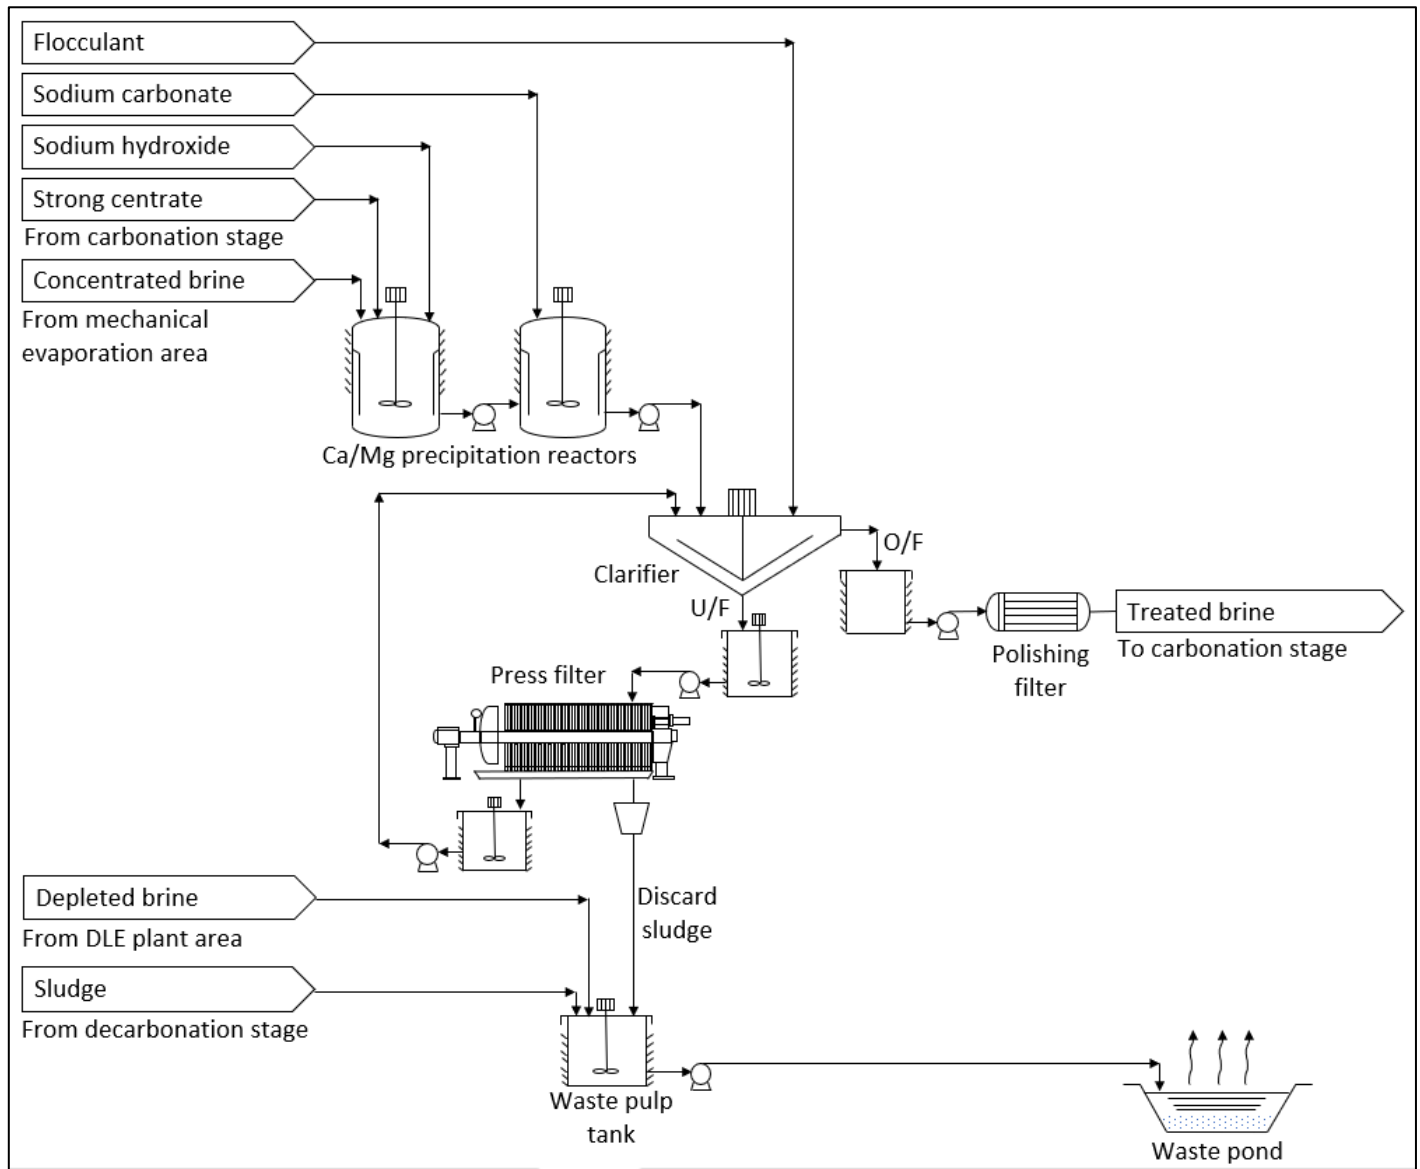 Flocculant
Sodium carbonate
Sodium hydroxide
Strong centrate
From carbonation stage
Concentrated brine
From mechanical
evaporation area
Ca/Mg precipitation reactors
O/F
Clarifier
U/F
Treated brine
To carbonation stage
Polishing
filter
Press filter
Depleted brine
From DLE plant area
Discard
sludge
Sludge
From decarbonation stage
Waste pulp
tank
Waste pond